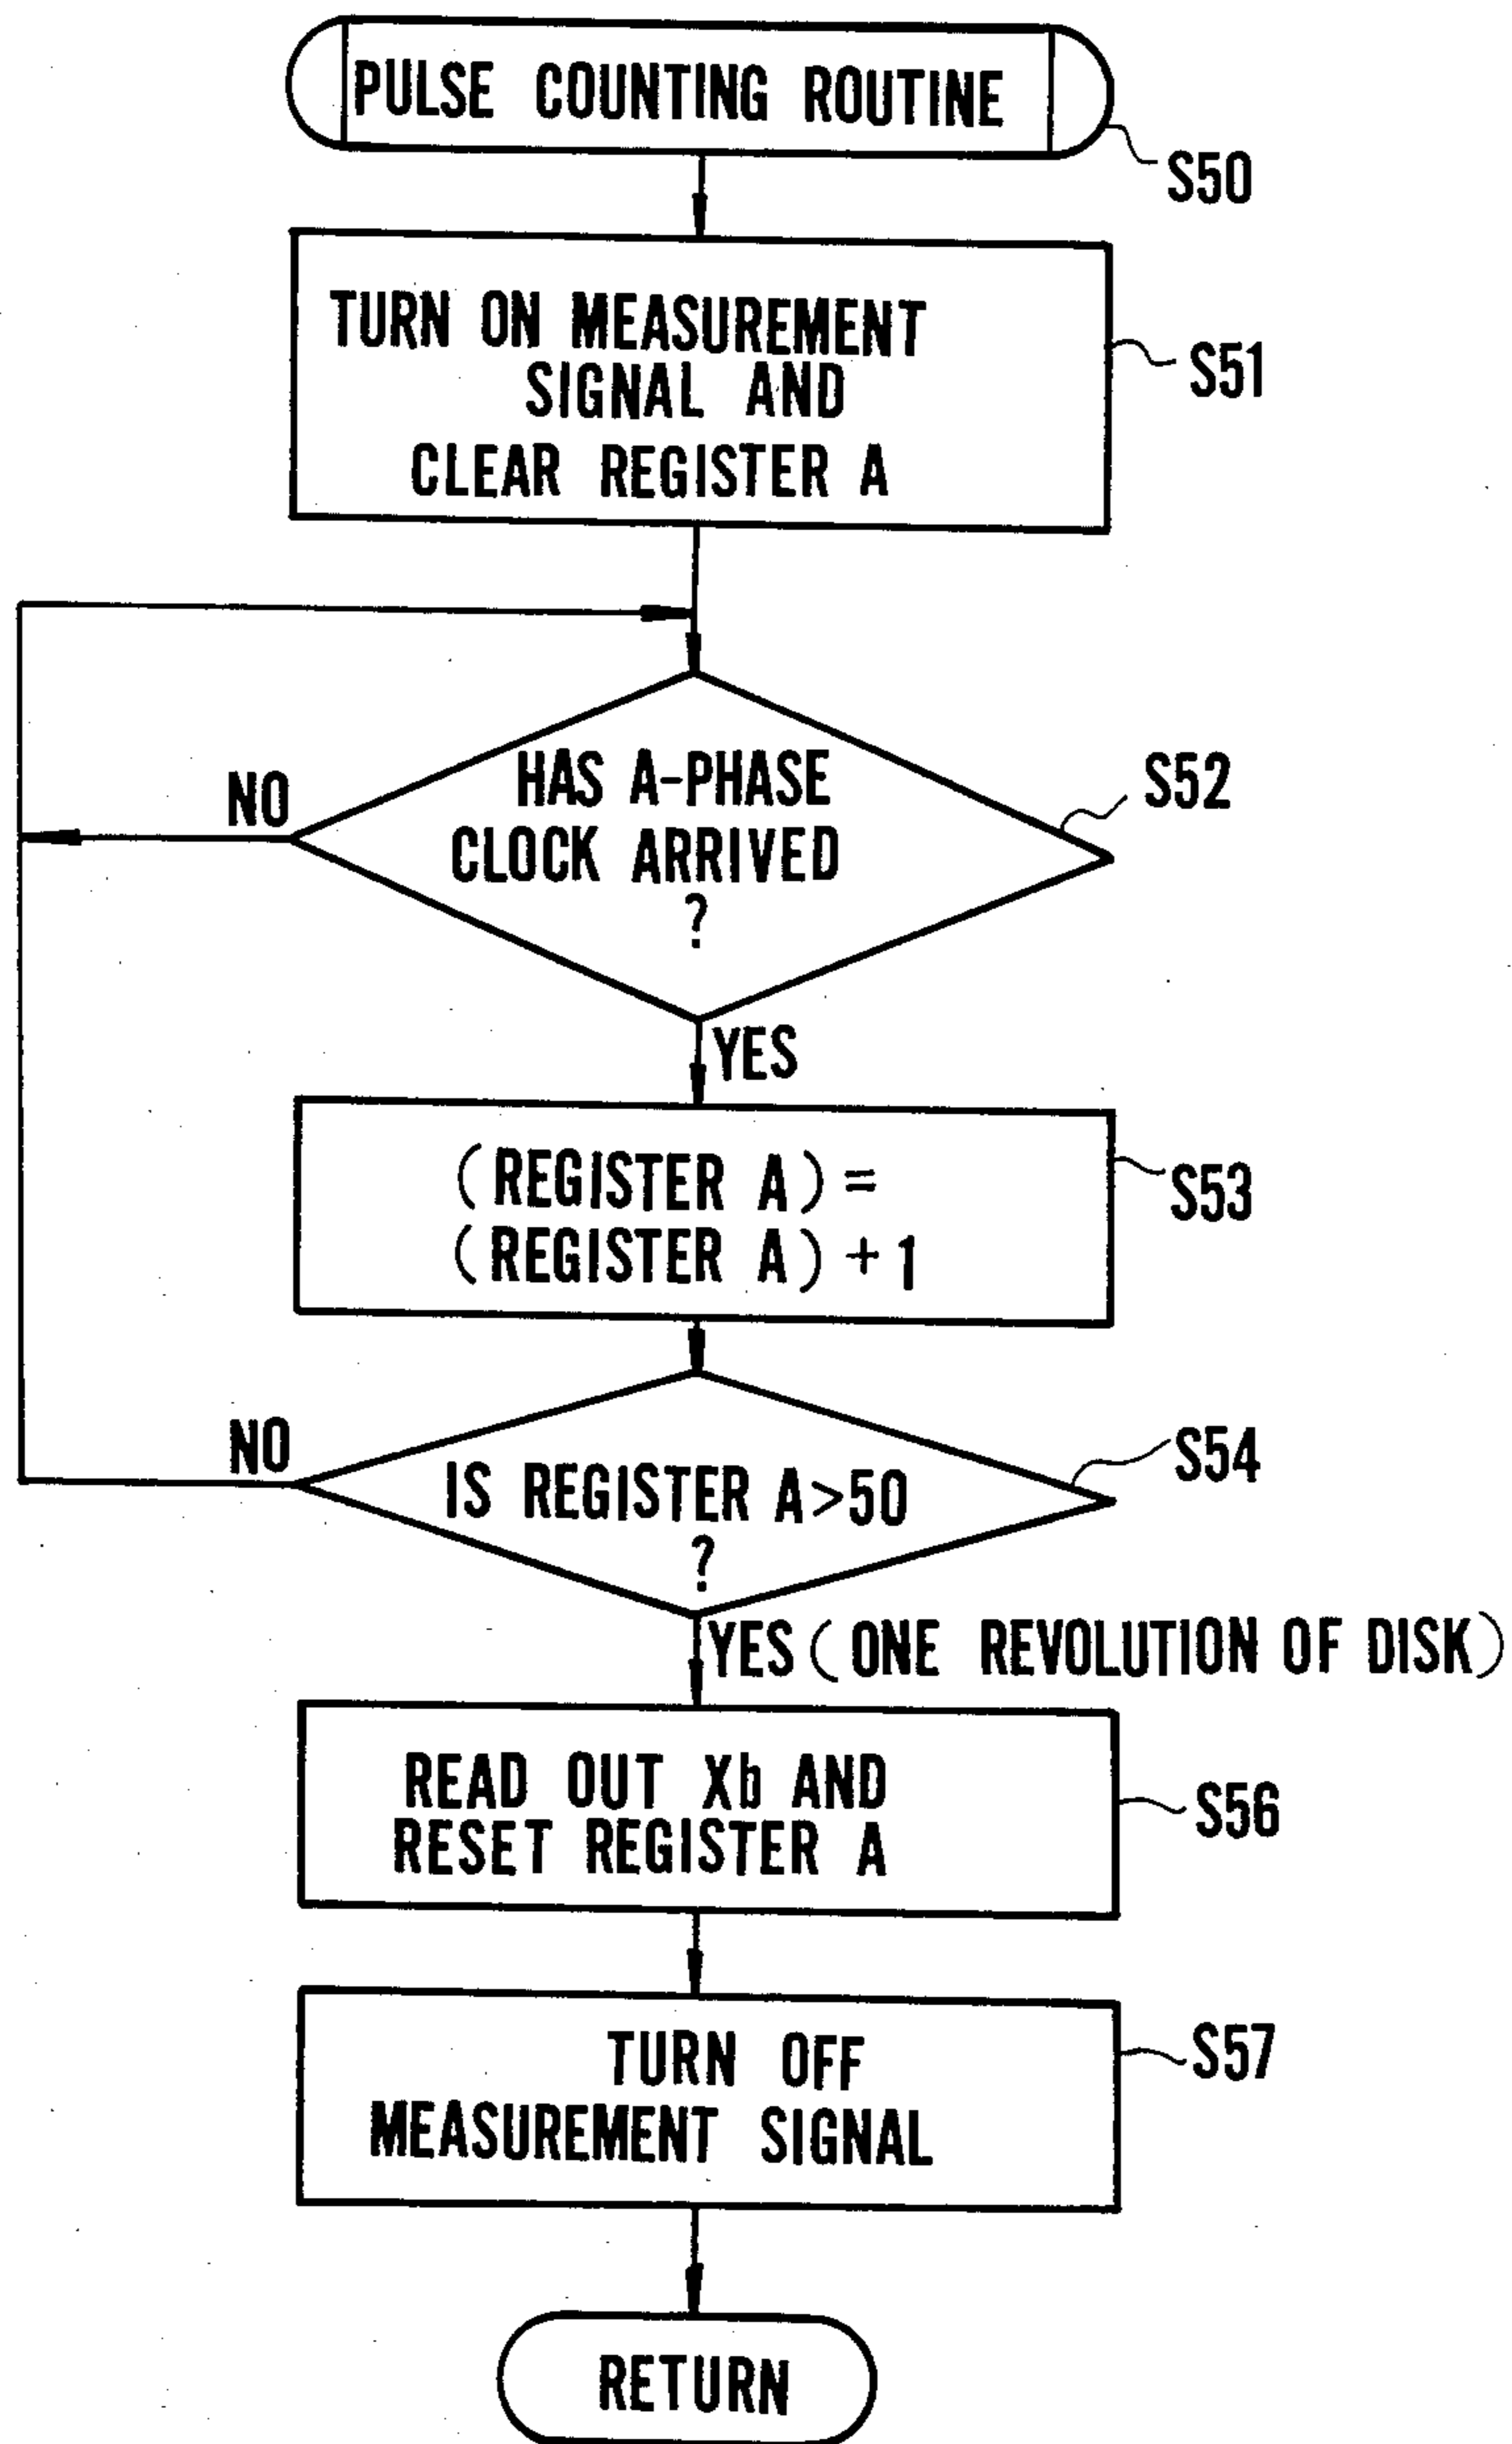 PULSE COUNTING ROUTINE
S50
TURN ON MEASUREMENT
SIGNAL AND
CLEAR REGISTER A
S51
HAS A-PHASE
CLOCK ARRIVED
?
S52
NO
YES
(REGISTER A) =
(REGISTER A) + 1
S53
IS REGISTER A>50
?
S54
NO
YES (ONE REVOLUTION OF DISK)
READ OUT Xb AND
RESET REGISTER A
S56
TURN OFF
MEASUREMENT SIGNAL
S57
RETURN